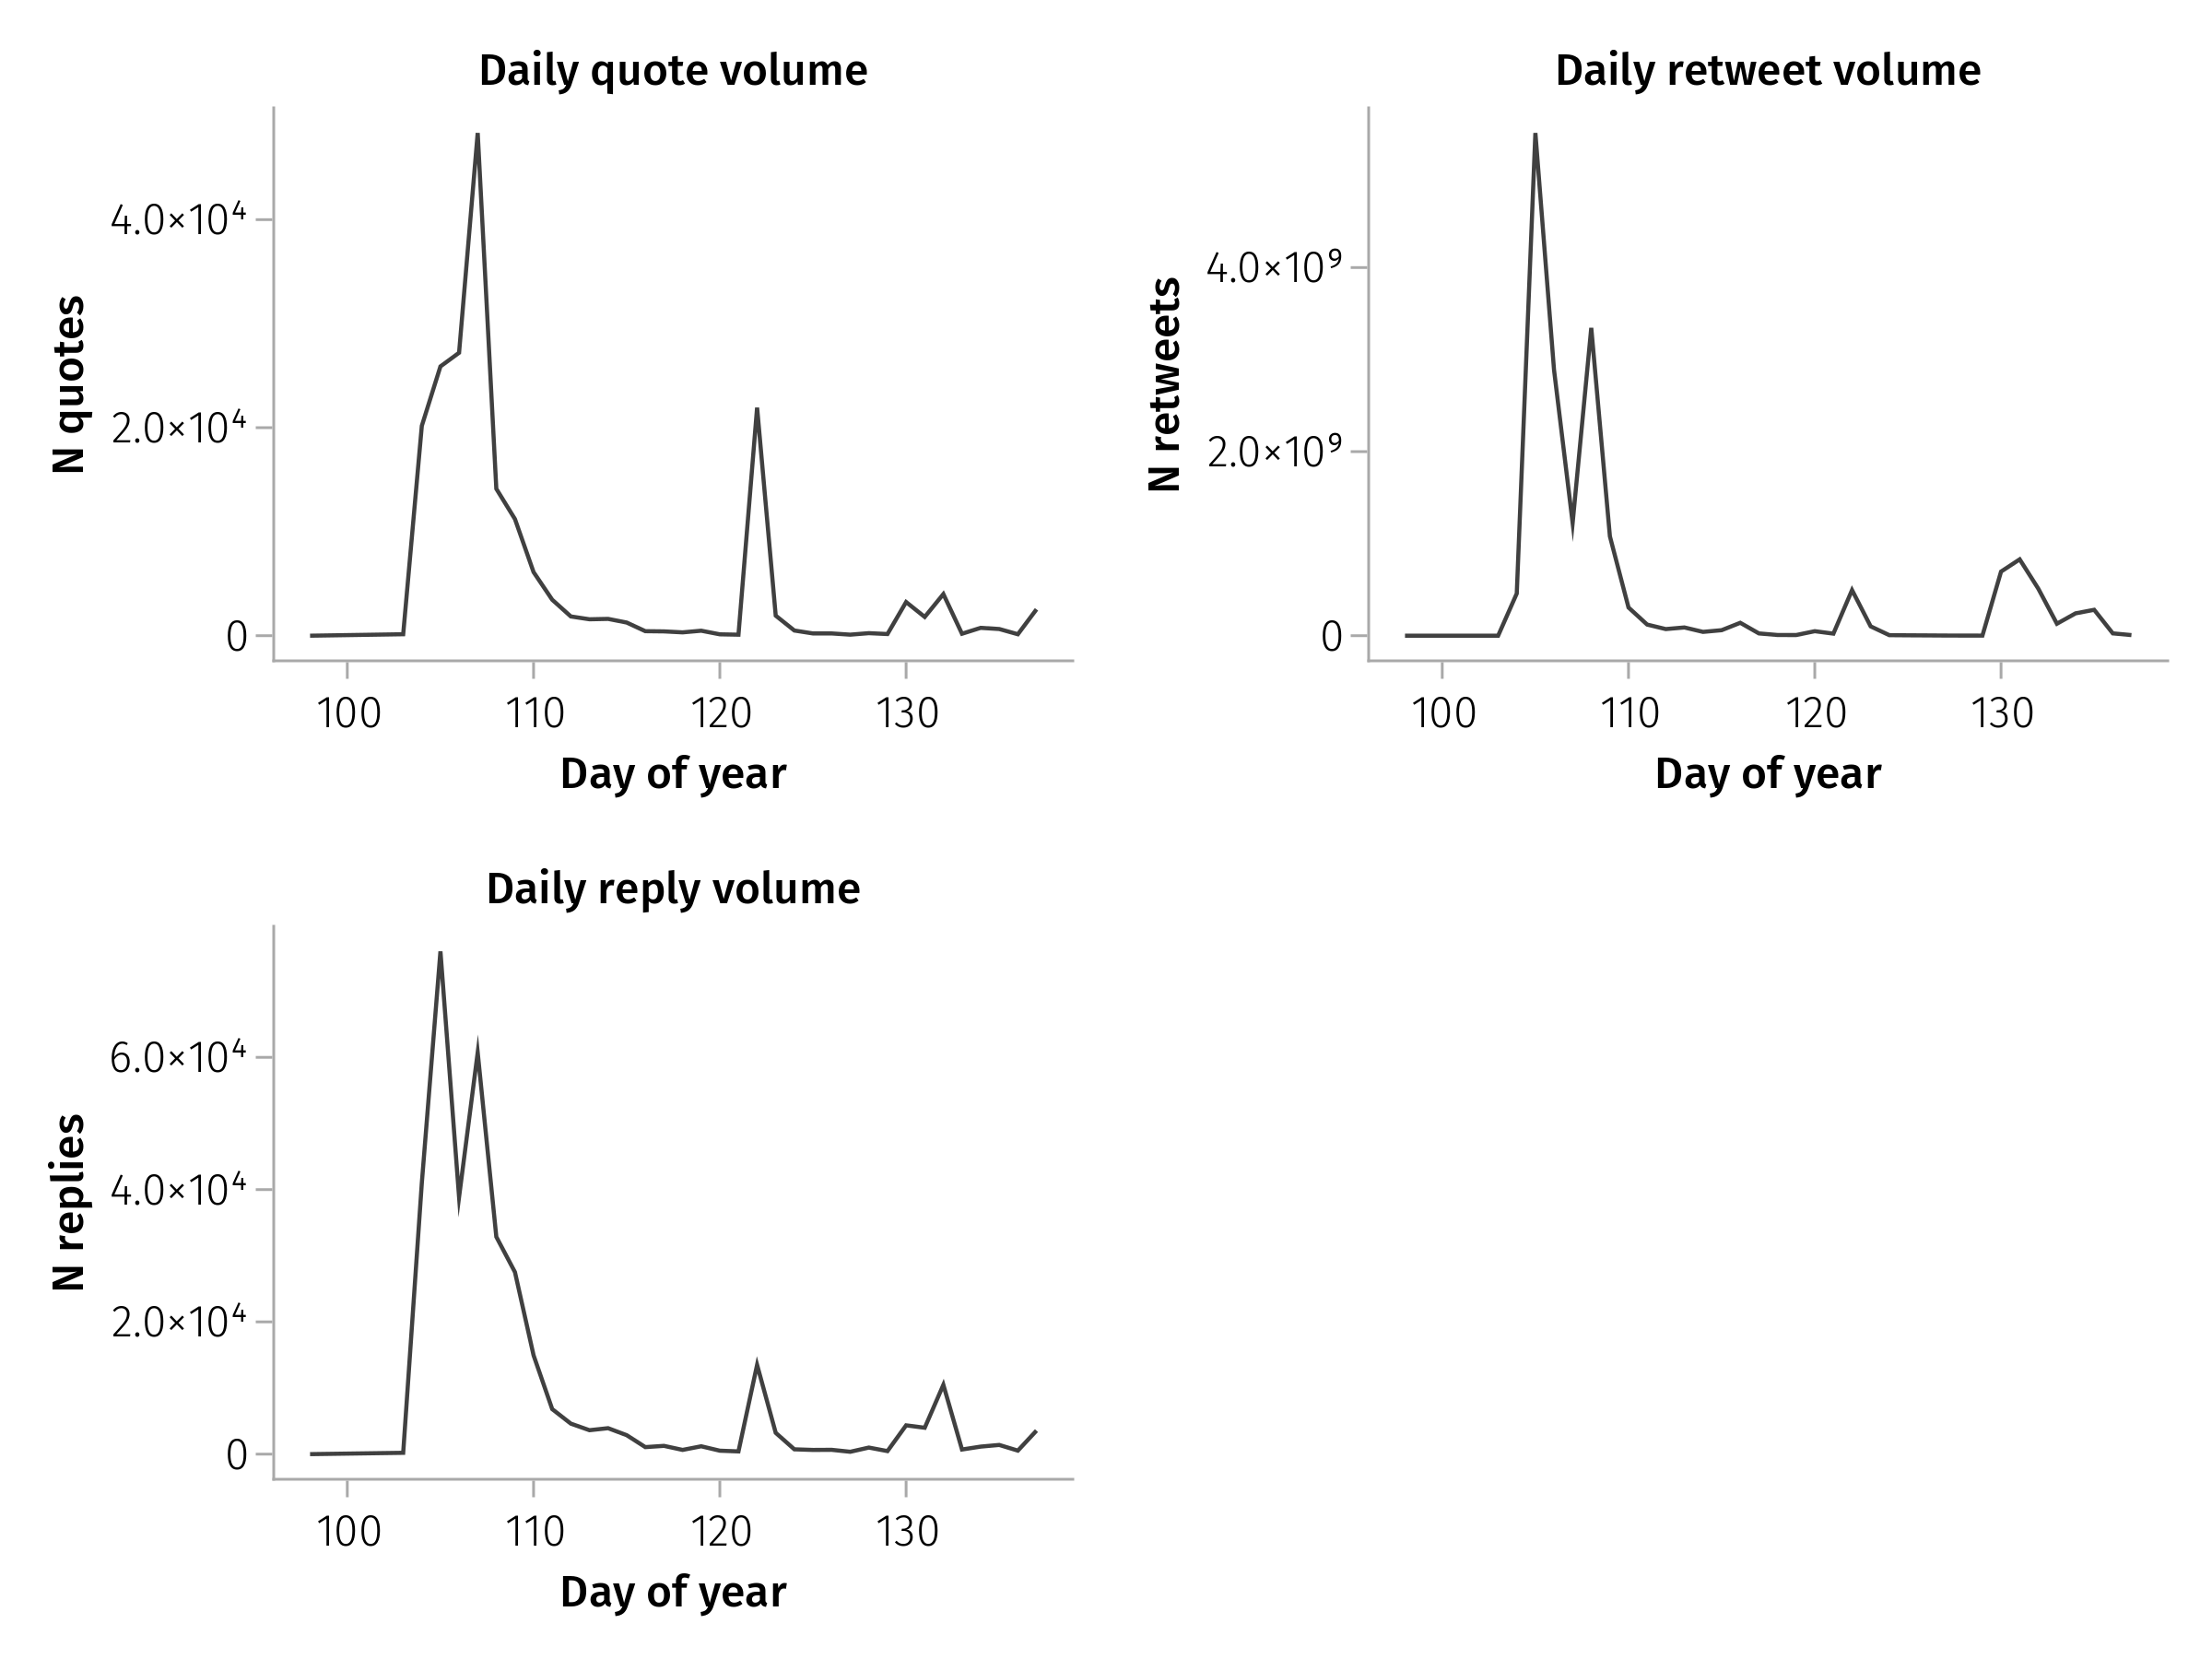 Daily quote volume
N quotes
4.0×10⁴
2.0×10⁴
0
100 110 120 130
Day of year
Daily retweet volume
N retweets
4.0×10⁹
2.0×10⁹
0
100 110 120 130
Day of year
Daily reply volume
N replies
6.0×10⁴
4.0×10⁴
2.0×10⁴
0
100 110 120 130
Day of year